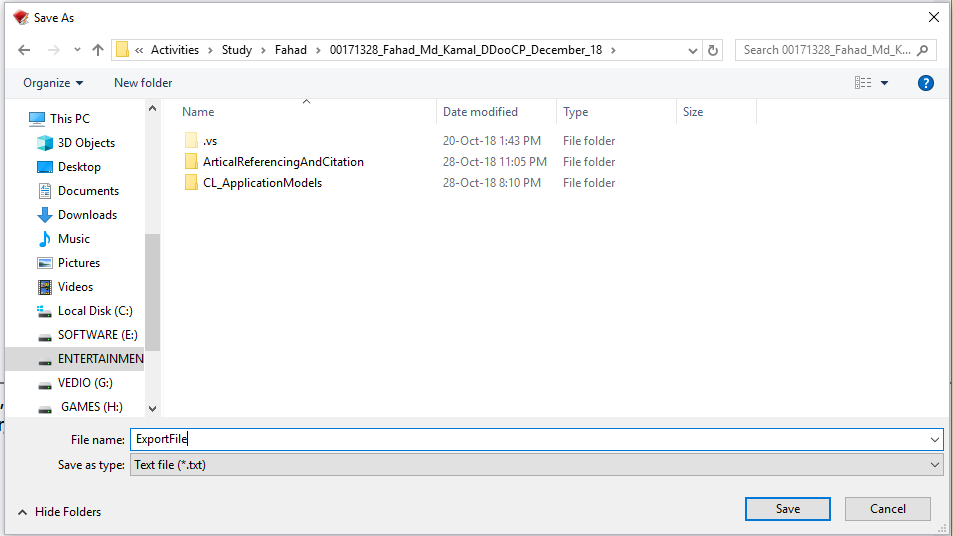 Save As
« Activities > Study > Fahad > 00171328_Fahad_Md_Kamal_DDooCP_December_18 >
Search 00171328_Fahad_Md_K...
Organize
New folder
?
Name Date modified Type Size
.vs 20-Oct-18 1:43 PM File folder
ArticalReferencingAndCitation 28-Oct-18 11:05 PM File folder
CL_ApplicationModels 28-Oct-18 8:10 PM File folder
This PC
3D Objects
Desktop
Documents
Downloads
Music
Pictures
Videos
Local Disk (C:)
SOFTWARE (E:)
ENTERTAINMEN
VEDIO (G:)
GAMES (H:)
File name: ExportFile
Save as type: Text file (*.txt)
Hide Folders
Save
Cancel